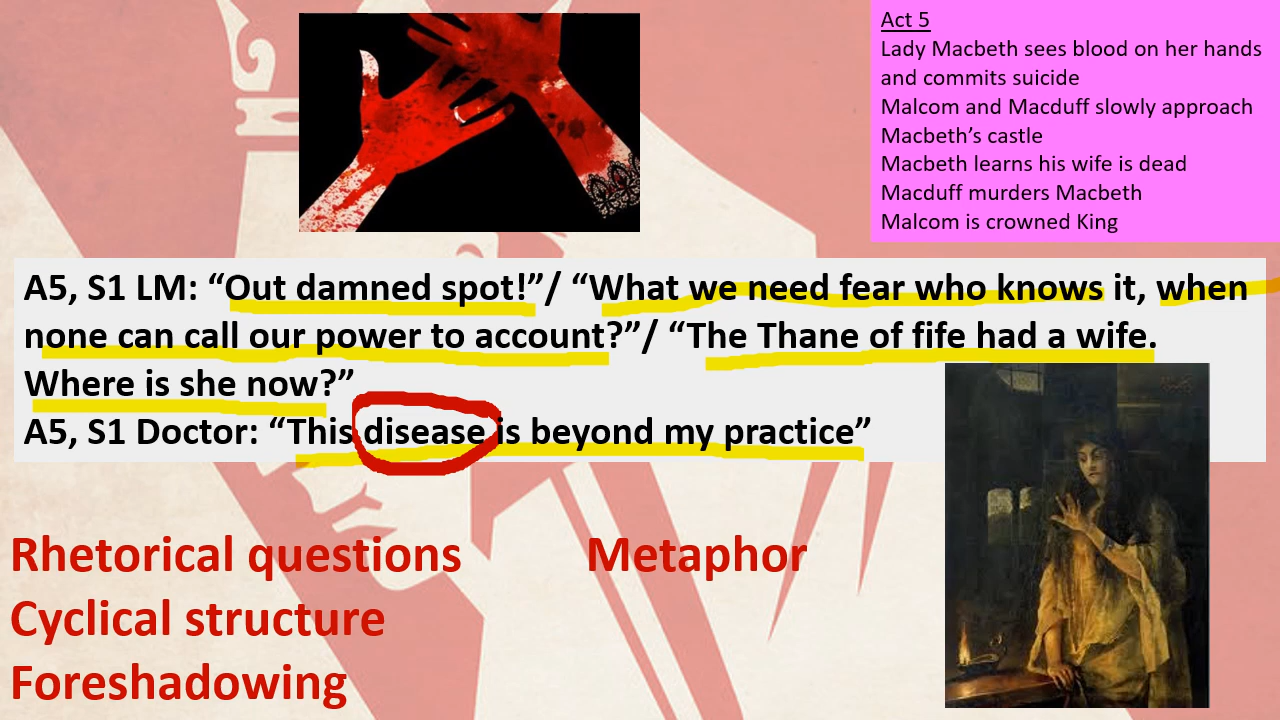 Act 5
Lady Macbeth sees blood on her hands
and commits suicide
Malcom and Macduff slowly approach
Macbeth’s castle
Macbeth learns his wife is dead
Macduff murders Macbeth
Malcom is crowned King
A5, S1 LM: “Out damned spot!”/ “What we need fear who knows it, when
none can call our power to account?”/ “The Thane of fife had a wife.
Where is she now?”
A5, S1 Doctor: “This disease is beyond my practice”
Rhetorical questions
Metaphor
Cyclical structure
Foreshadowing